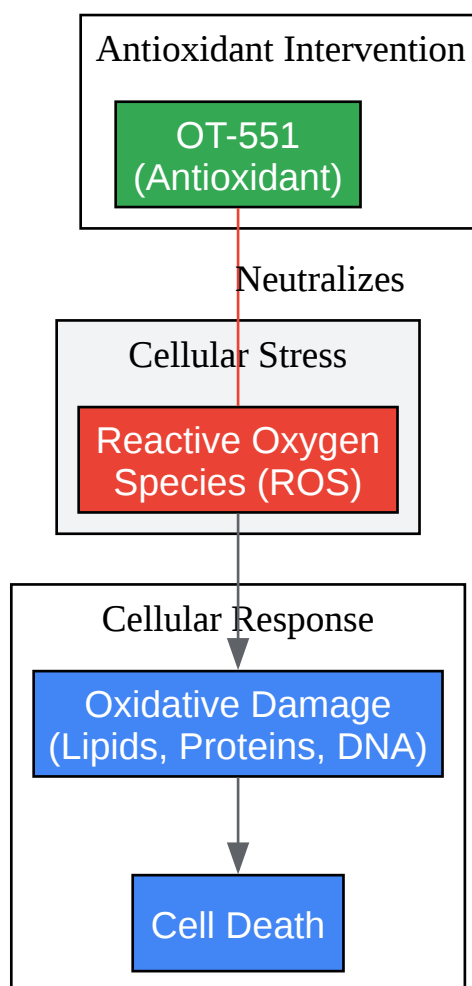 Antioxidant Intervention
OT-551
(Antioxidant)
Neutralizes
Cellular Stress
Reactive Oxygen
Species (ROS)
Cellular Response
Oxidative Damage
(Lipids, Proteins, DNA)
Cell Death